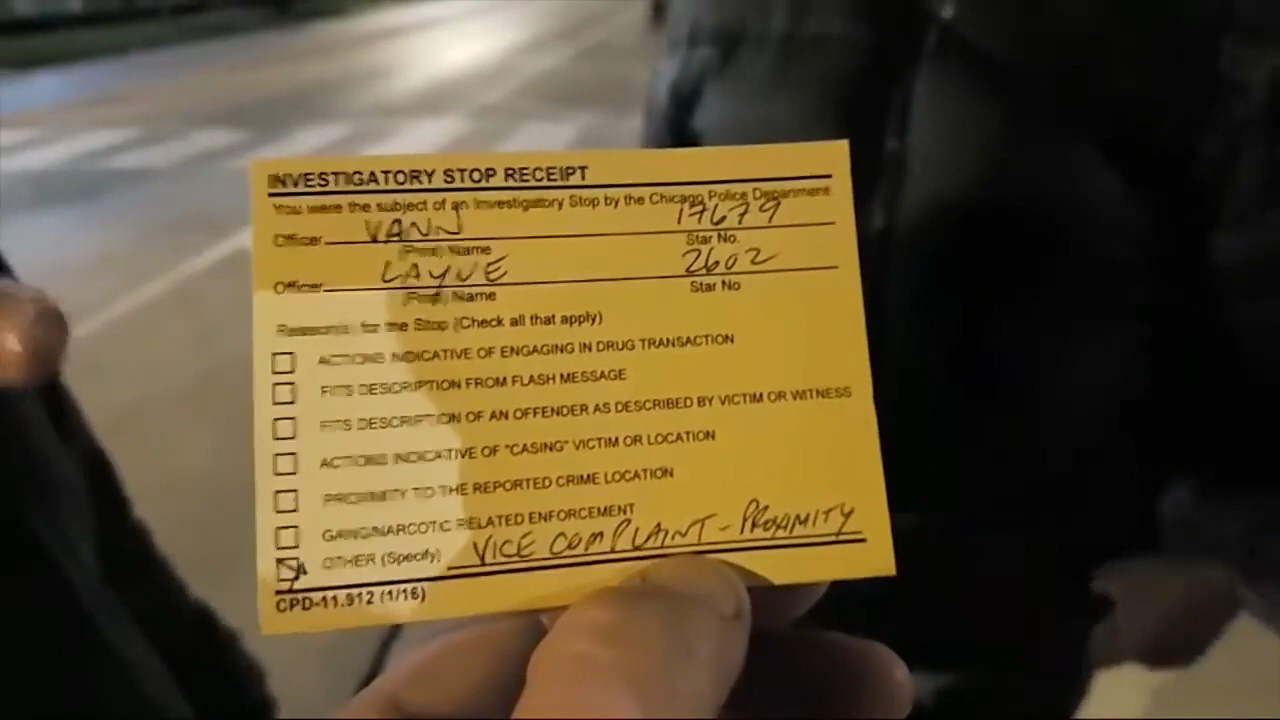 INVESTIGATORY STOP RECEIPT
You were the subject of an Investigatory Stop by the Chicago Police Department
Officer VANN 17679
(Print) Name Star No.
Officer LAYNE 2602
(Print) Name Star No
Reason(s) for the Stop (Check all that apply)
ACTIONS INDICATIVE OF ENGAGING IN DRUG TRANSACTION
FITS DESCRIPTION FROM FLASH MESSAGE
FITS DESCRIPTION OF AN OFFENDER AS DESCRIBED BY VICTIM OR WITNESS
ACTIONS INDICATIVE OF "CASING" VICTIM OR LOCATION
PROXIMITY TO THE REPORTED CRIME LOCATION
GANG/NARCOTIC RELATED ENFORCEMENT
OTHER (Specify) VICE COMPLAINT - PROXIMITY
CPD-11.912 (1/16)